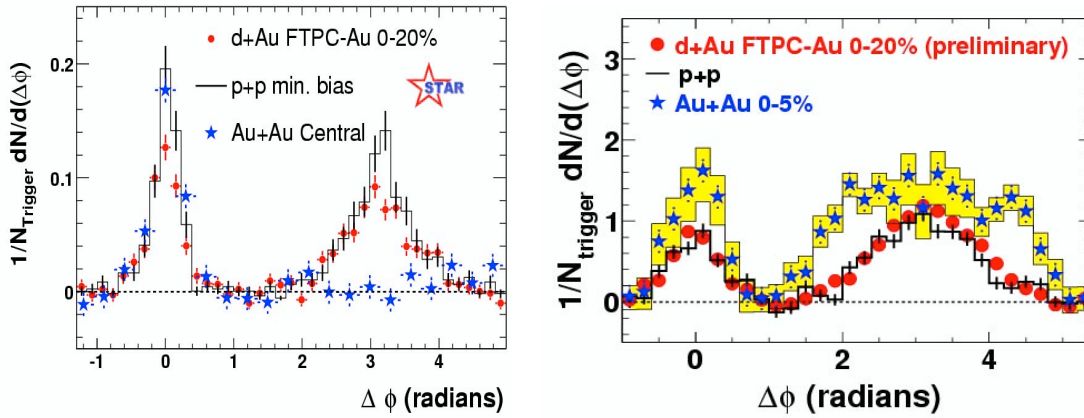 1/N_Trigger dN/d(Δϕ)
0.2
0.1
0
d+Au FTPC-Au 0-20%
p+p min. bias
Au+Au Central
STAR
-1 0 1 2 3 4
Δ ϕ (radians)
1/N_trigger dN/d(Δϕ)
3
2
1
0
d+Au FTPC-Au 0-20% (preliminary)
p+p
Au+Au 0-5%
0 2 4
Δϕ (radians)